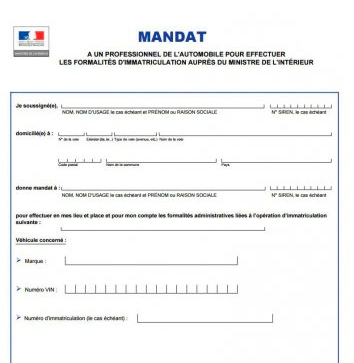 MANDAT
A UN PROFESSIONNEL DE L'AUTOMOBILE POUR EFFECTUER
LES FORMALITÉS D'IMMATRICULATION AUPRÈS DU MINISTRE DE L'INTÉRIEUR
Je soussigné(e),
NOM, NOM D'USAGE le cas échéant et PRÉNOM ou RAISON SOCIALE N° SIREN, le cas échéant
domicilié(e) à :
N° de la voie Extension (bis, ter...) Type de voie (avenue, etc.) Nom de la voie
Code postal Nom de la commune Pays
donne mandat à :
NOM, NOM D'USAGE le cas échéant et PRÉNOM ou RAISON SOCIALE N° SIREN, le cas échéant
pour effectuer en mes lieu et place et pour mon compte les formalités administratives liées à l'opération d'immatriculation
suivante :
Véhicule concerné :
Marque :
Numéro VIN :
Numéro d'immatriculation (le cas échéant) :